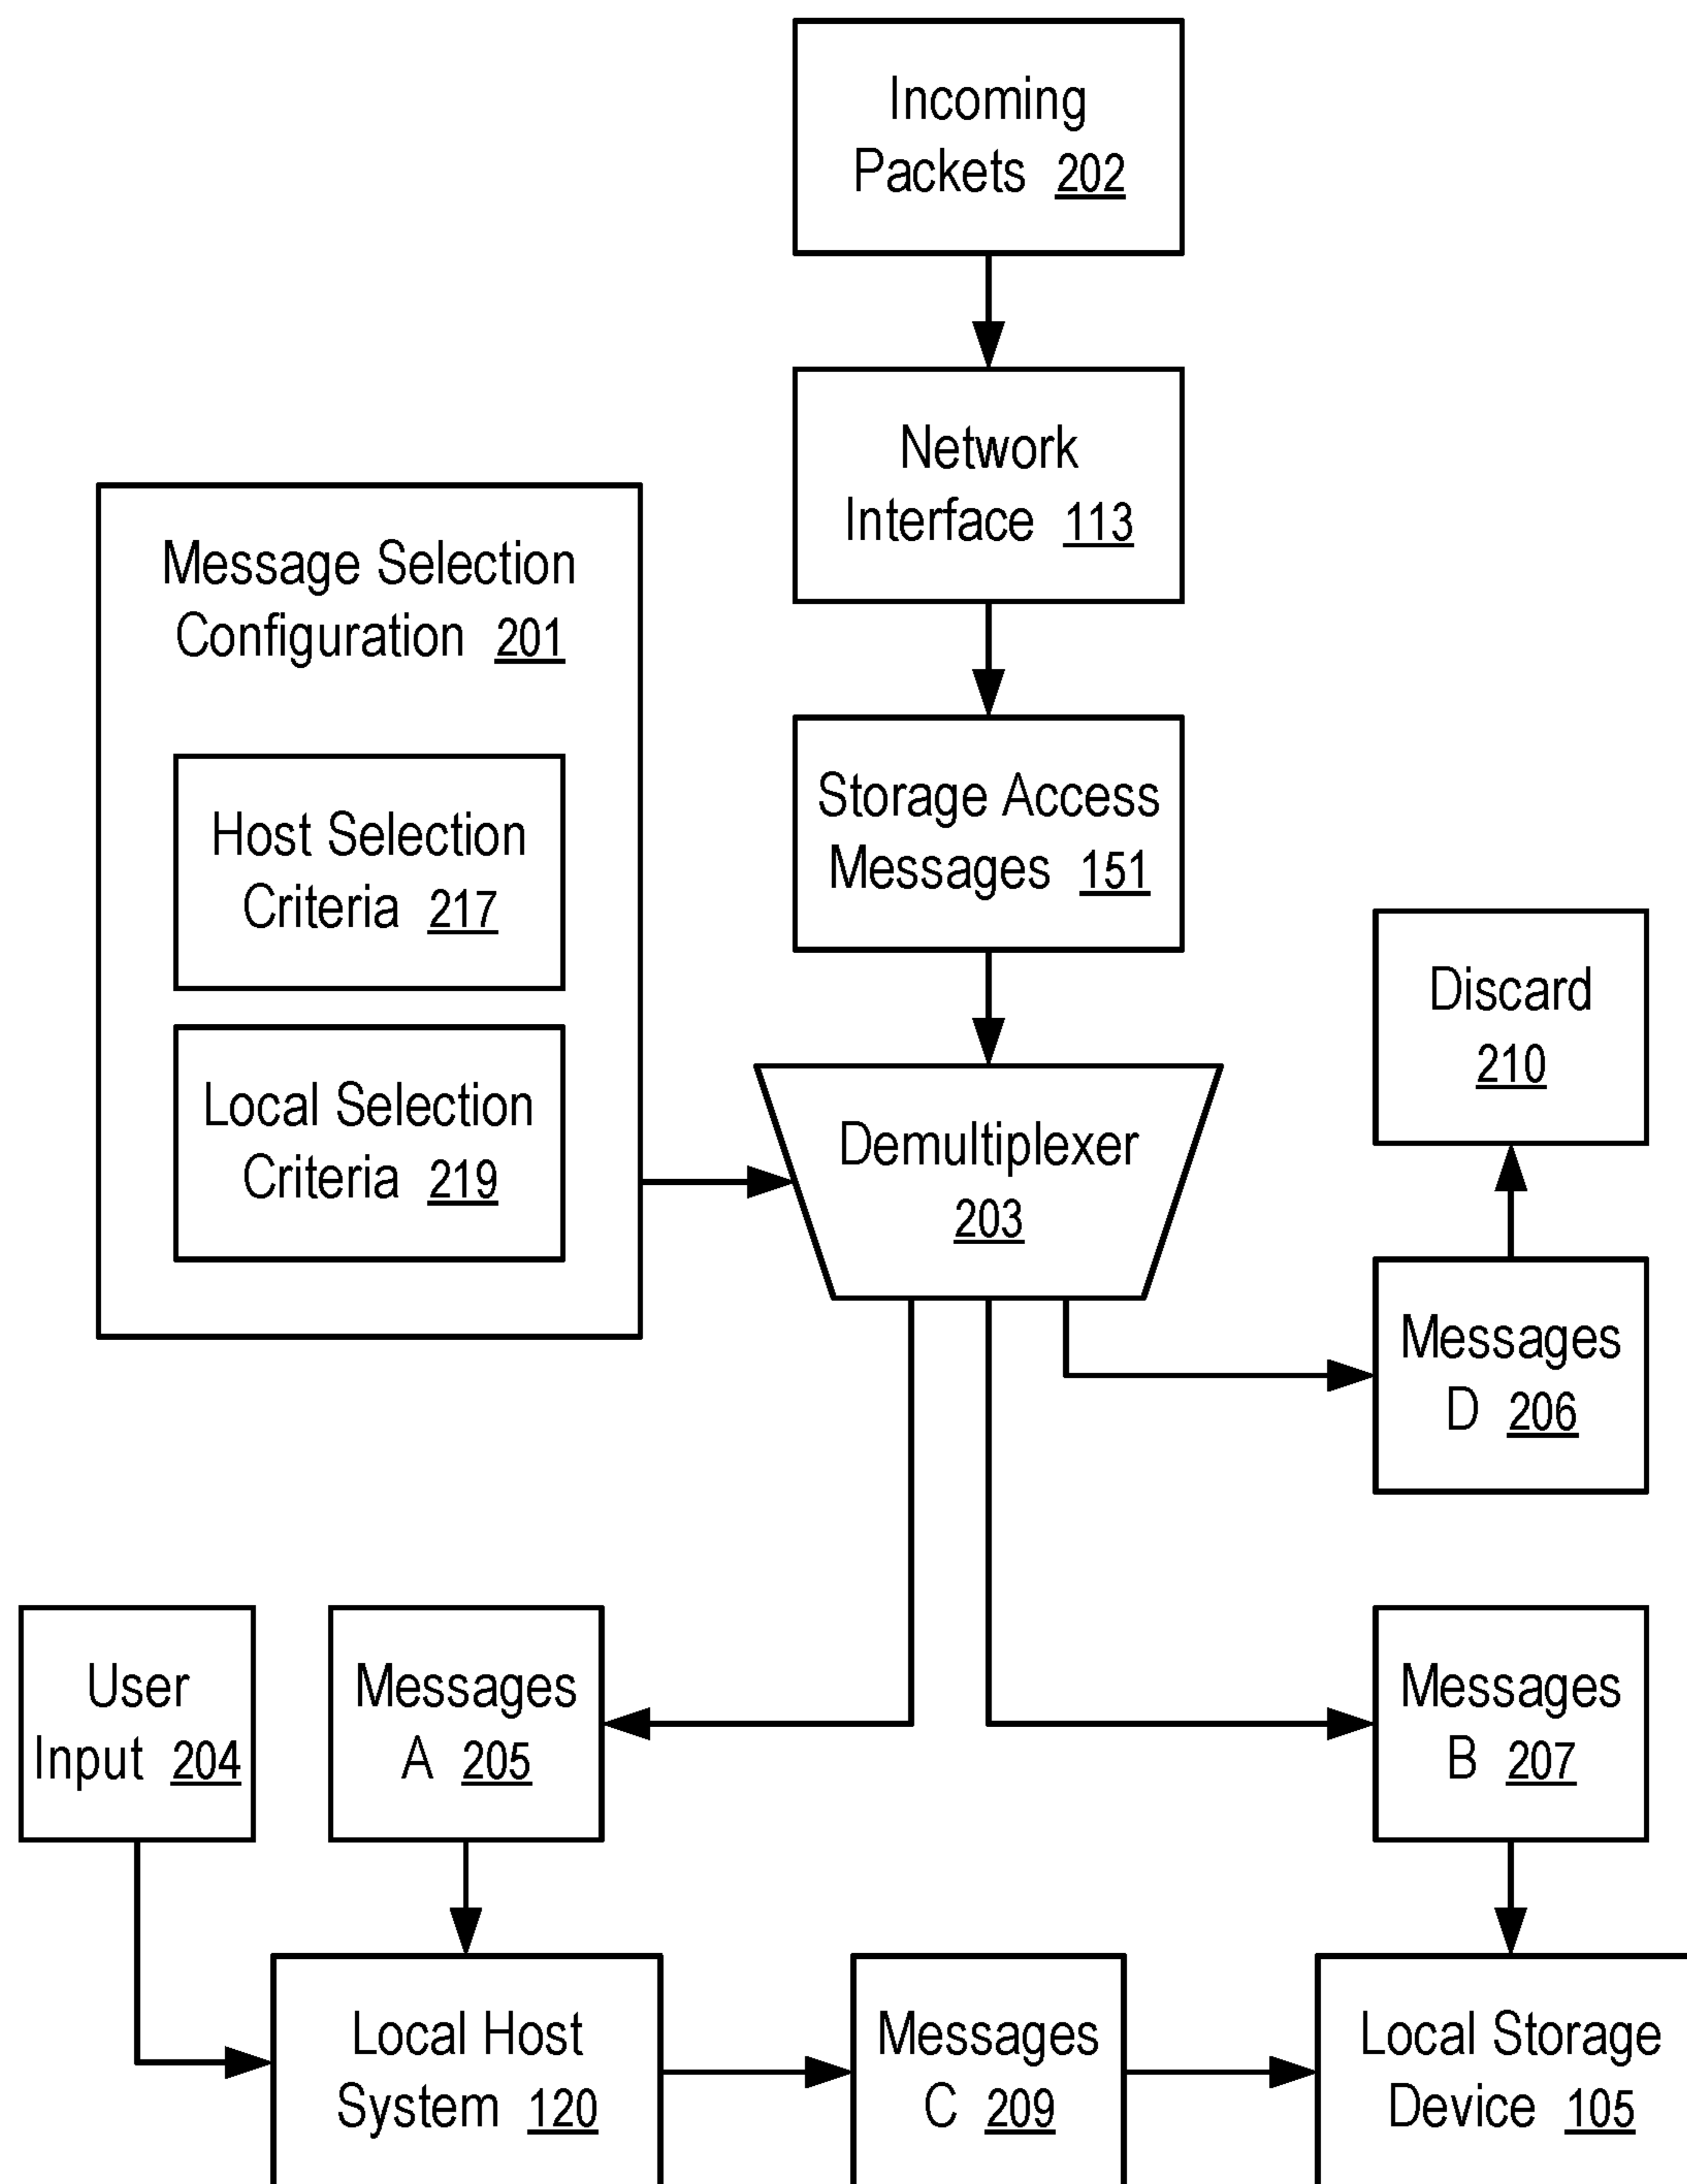 Incoming
Packets 202
Network
Interface 113
Message Selection
Configuration 201
Host Selection
Criteria 217
Local Selection
Criteria 219
Storage Access
Messages 151
Demultiplexer
203
Discard
210
Messages
D 206
User
Input 204
Messages
A 205
Messages
B 207
Local Host
System 120
Messages
C 209
Local Storage
Device 105